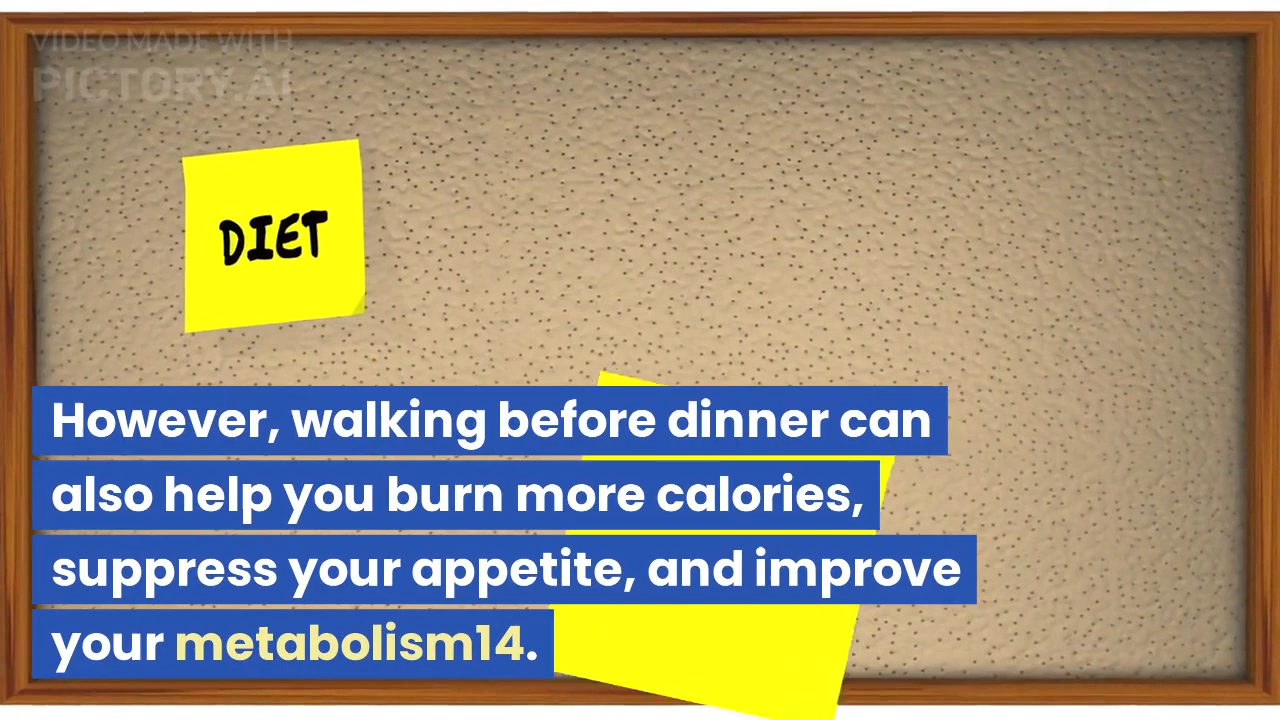 VIDEO MADE WITH
PICTORY.AI
DIET
However, walking before dinner can
also help you burn more calories,
suppress your appetite, and improve
your metabolism14.